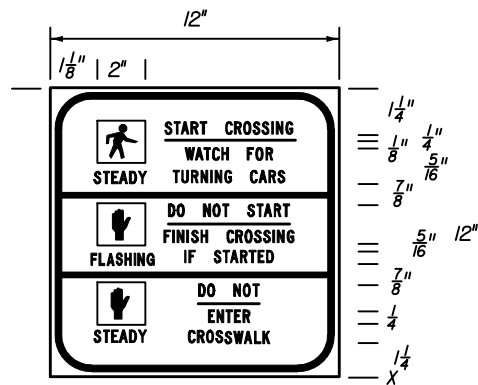 12"
1 1/8" 2"
START CROSSING
WATCH FOR
TURNING CARS
STEADY
DO NOT START
FINISH CROSSING
IF STARTED
FLASHING
DO NOT
ENTER
CROSSWALK
STEADY
1 1/4"
1/8" 1/4"
5/16"
7/8"
5/16" 12"
7/8"
1/4
1 1/4
X